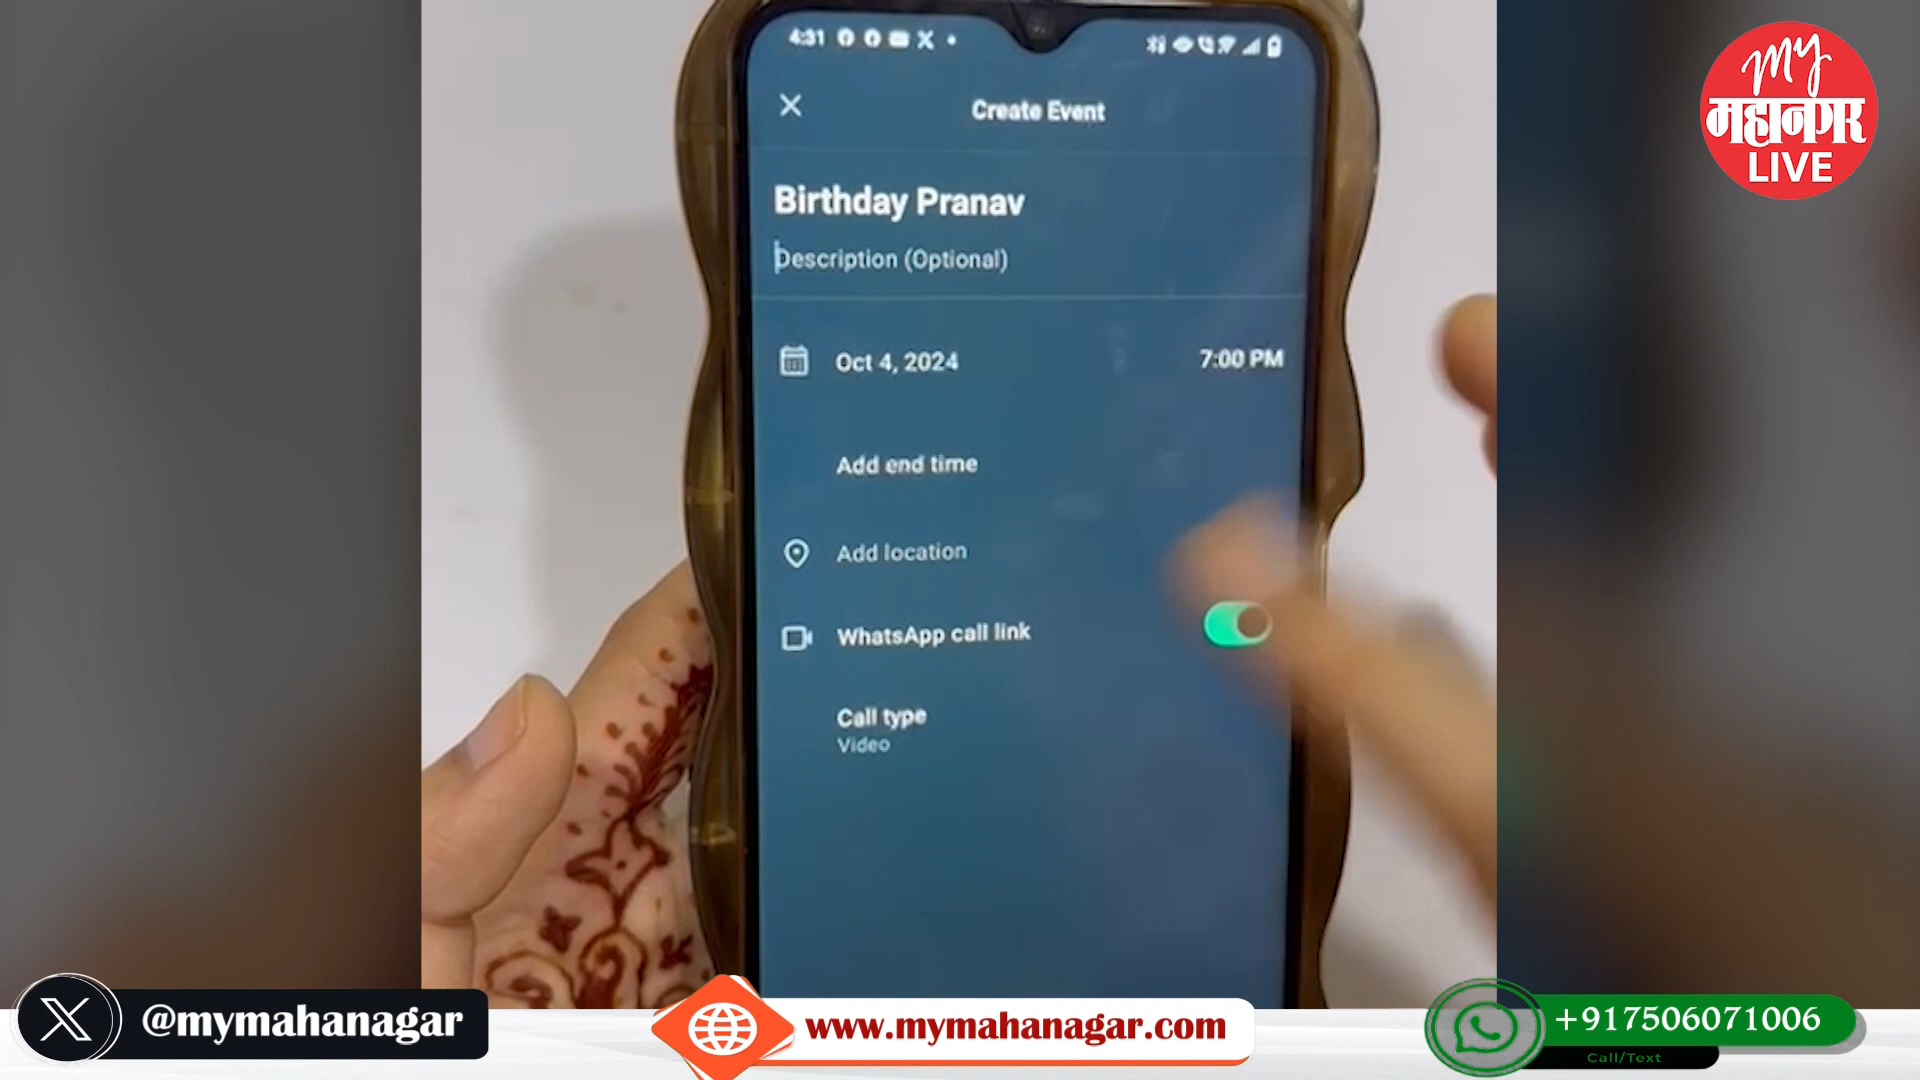 4:31
Create Event
Birthday Pranav
Description (Optional)
Oct 4, 2024
7:00 PM
Add end time
Add location
WhatsApp call link
Call type
Video
My
महानगर
LIVE
@mymahanagar
www.mymahanagar.com
+917506071006
Call/Text